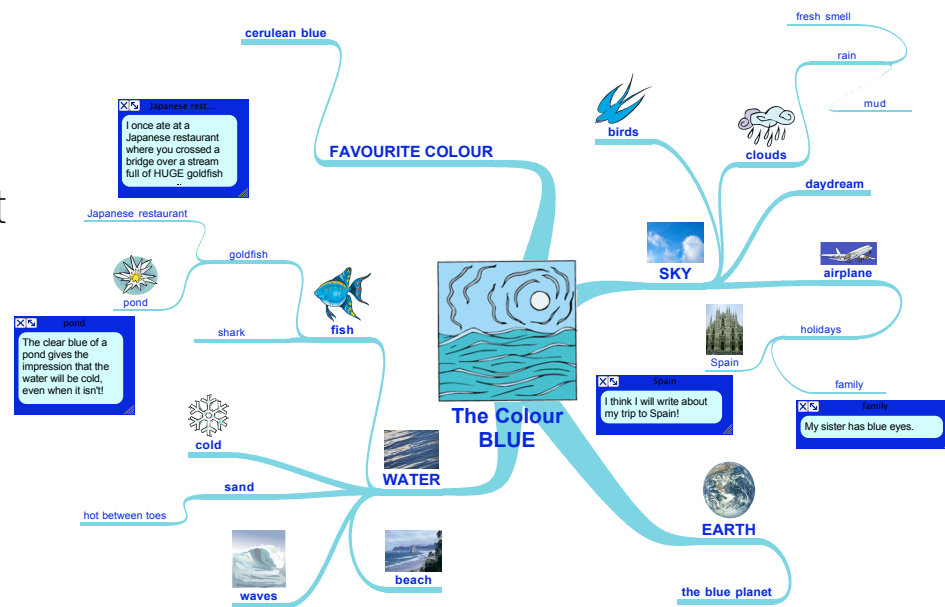 fresh smell
cerulean blue
rain
mud
Japanese rest...
I once ate at a
Japanese restaurant
where you crossed a
bridge over a stream
full of HUGE goldfish
..
birds
clouds
FAVOURITE COLOUR
daydream
t
Japanese restaurant
goldfish
SKY
airplane
pond
shark
fish
holidays
Spain
pond
The clear blue of a
pond gives the
impression that the
water will be cold,
even when it isn't!
family
Spain
I think I will write about
my trip to Spain!
family
My sister has blue eyes.
The Colour
BLUE
cold
WATER
sand
hot between toes
EARTH
beach
waves
the blue planet